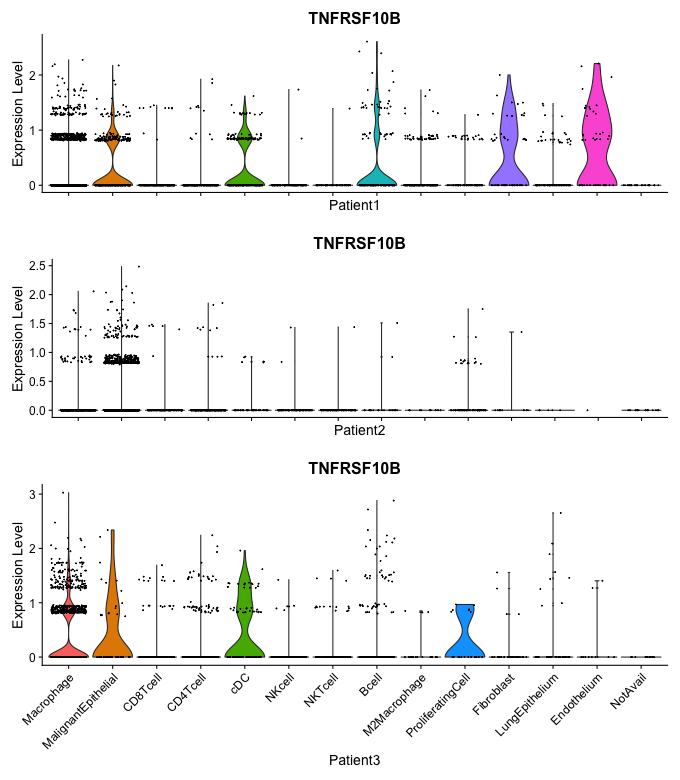 TNFRSF10B
Expression Level
2
1
0
Patient1
TNFRSF10B
Expression Level
2.5
2.0
1.5
1.0
0.5
0.0
Patient2
TNFRSF10B
Expression Level
3
2
1
0
Macrophage
MalignantEpithelial
CD8Tcell
CD4Tcell
cDC
NKcell
NKTcell
Bcell
M2Macrophage
ProliferatingCell
Fibroblast
LungEpithelium
Endothelium
NotAvail
Patient3